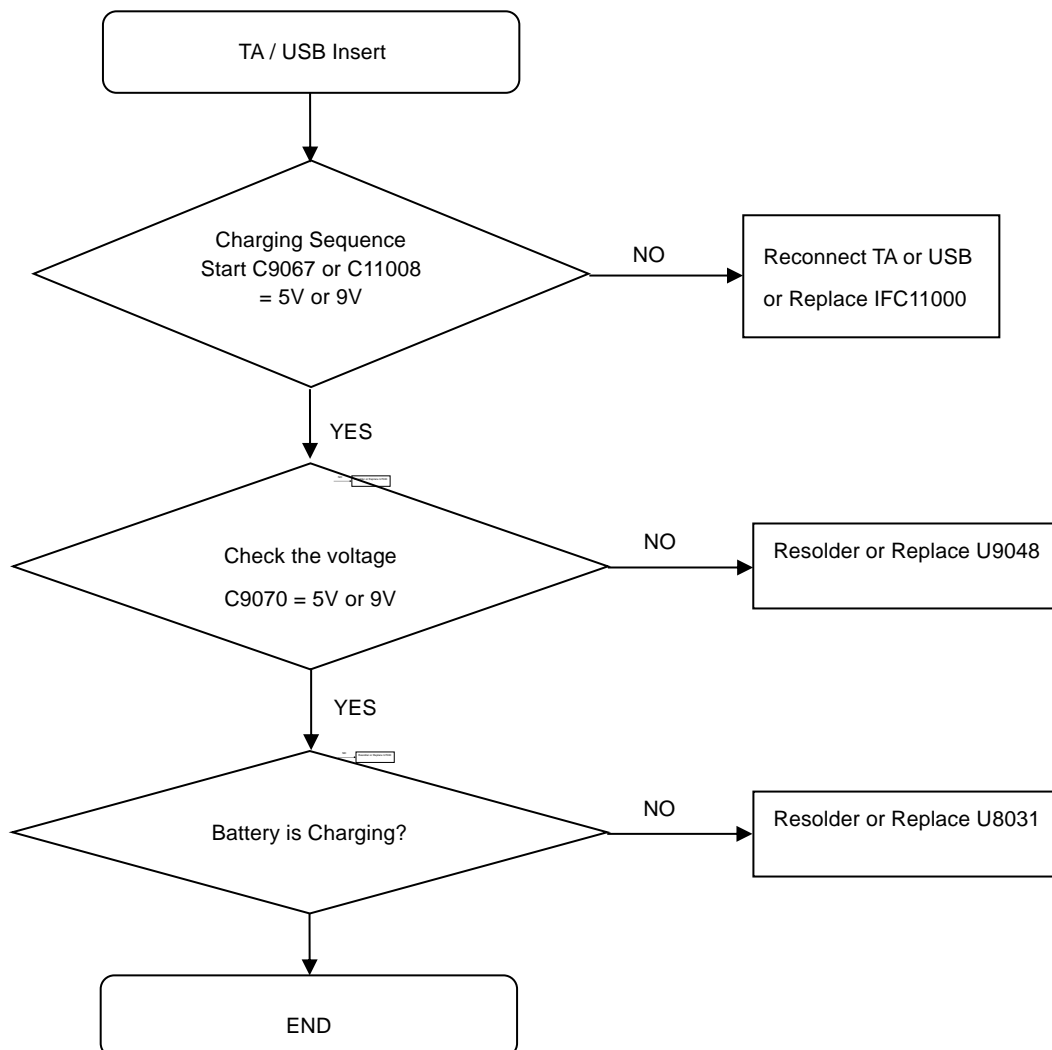 TA / USB Insert
Charging Sequence
Start C9067 or C11008
= 5V or 9V
NO
Reconnect TA or USB
or Replace IFC11000
YES
Check the voltage
C9070 = 5V or 9V
NO
Resolder or Replace U9048
YES
Battery is Charging?
NO
Resolder or Replace U8031
END